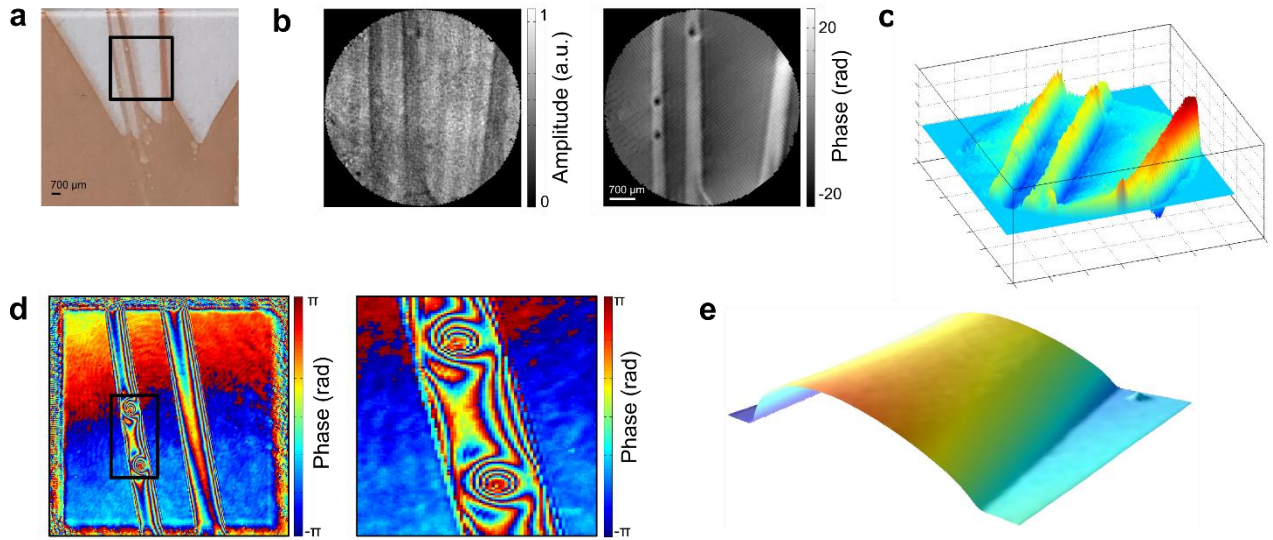 a
700 μm
b
1
Amplitude (a.u.)
0
700 μm
20
Phase (rad)
-20
c
d
π
Phase (rad)
-π
π
Phase (rad)
-π
e